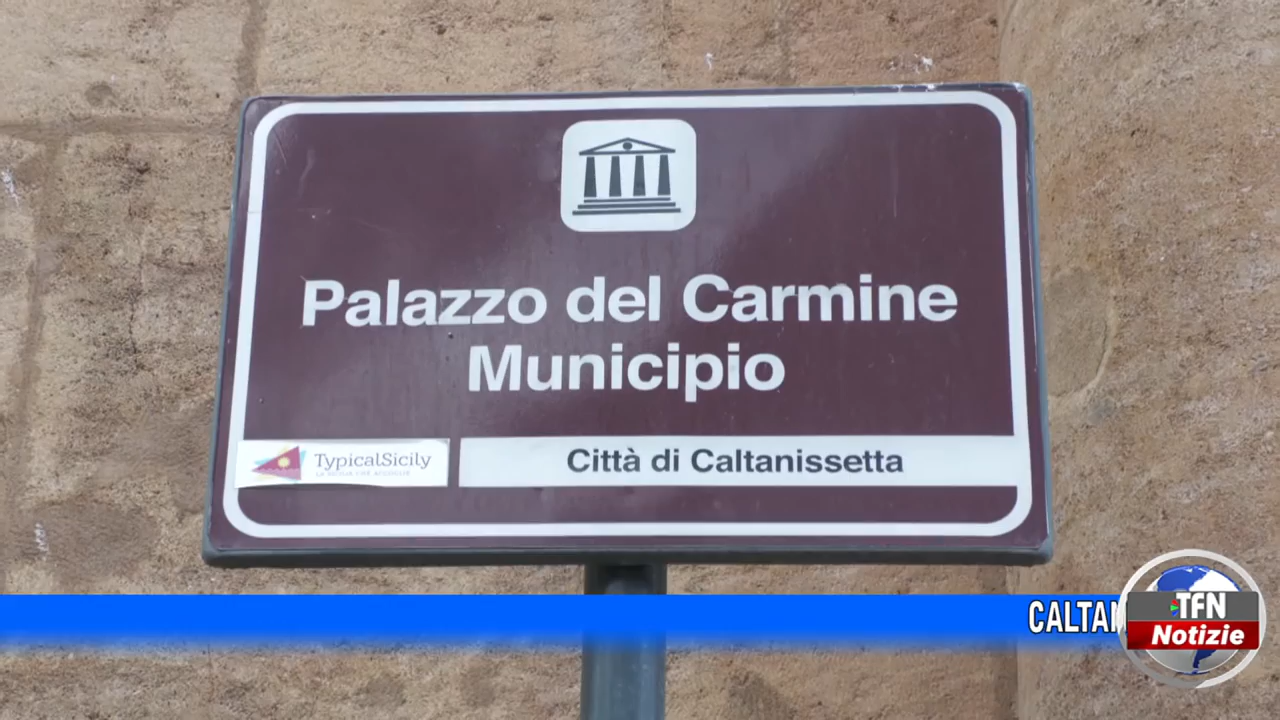 Palazzo del Carmine
Municipio
TypicalSicily
Città di Caltanissetta
CALTAN
TFN
Notizie